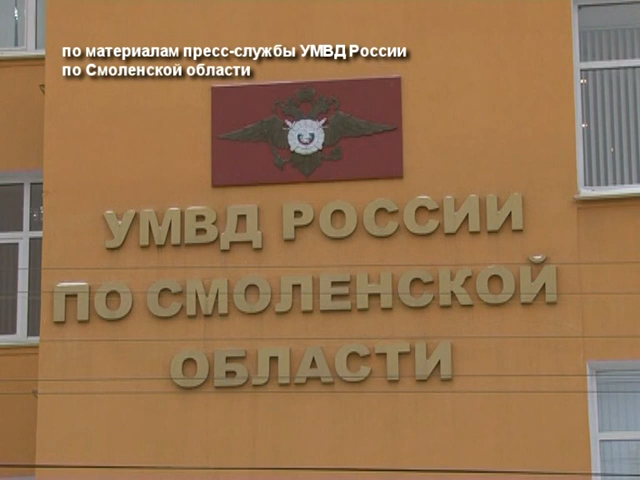 по материалам пресс-службы УМВД России
по Смоленской области
УМВД РОССИИ
ПО СМОЛЕНСКОЙ
ОБЛАСТИ